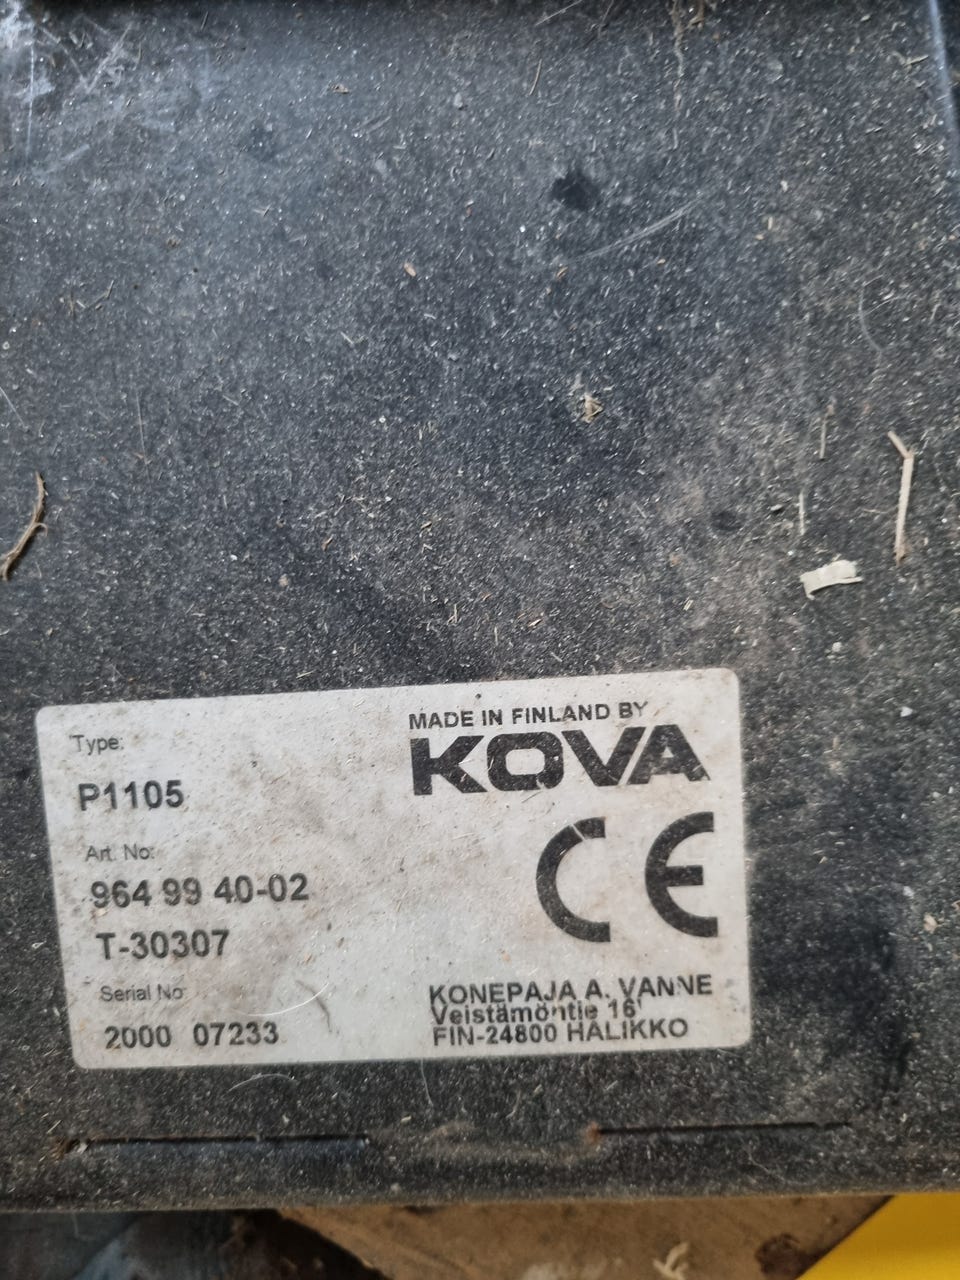 Type:
P1105
Art. No:
964 99 40-02
T-30307
Serial No
2000 07233
MADE IN FINLAND BY
KOVA
CE
KONEPAJA A. VANNE
Veistämöntie 16
FIN-24800 HALIKKO